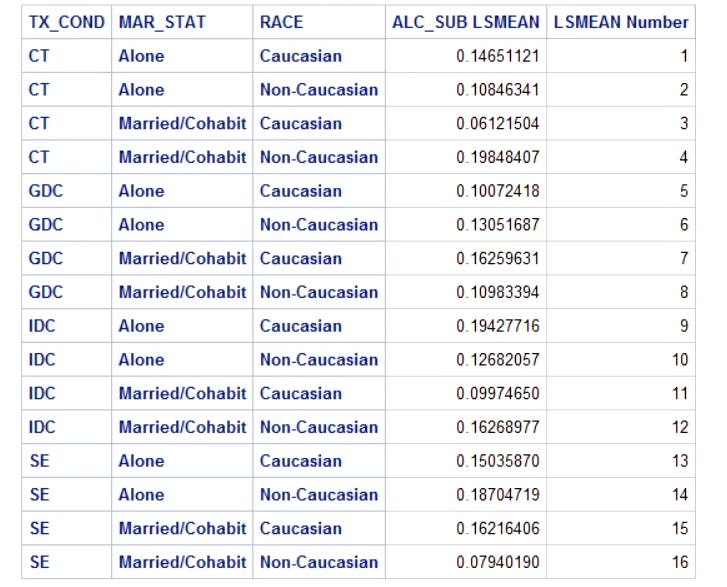 TX_COND MAR_STAT RACE ALC_SUB LSMEAN LSMEAN Number
CT Alone Caucasian 0.14651121 1
CT Alone Non-Caucasian 0.10846341 2
CT Married/Cohabit Caucasian 0.06121504 3
CT Married/Cohabit Non-Caucasian 0.19848407 4
GDC Alone Caucasian 0.10072418 5
GDC Alone Non-Caucasian 0.13051687 6
GDC Married/Cohabit Caucasian 0.16259631 7
GDC Married/Cohabit Non-Caucasian 0.10983394 8
IDC Alone Caucasian 0.19427716 9
IDC Alone Non-Caucasian 0.12682057 10
IDC Married/Cohabit Caucasian 0.09974650 11
IDC Married/Cohabit Non-Caucasian 0.16268977 12
SE Alone Caucasian 0.15035870 13
SE Alone Non-Caucasian 0.18704719 14
SE Married/Cohabit Caucasian 0.16216406 15
SE Married/Cohabit Non-Caucasian 0.07940190 16